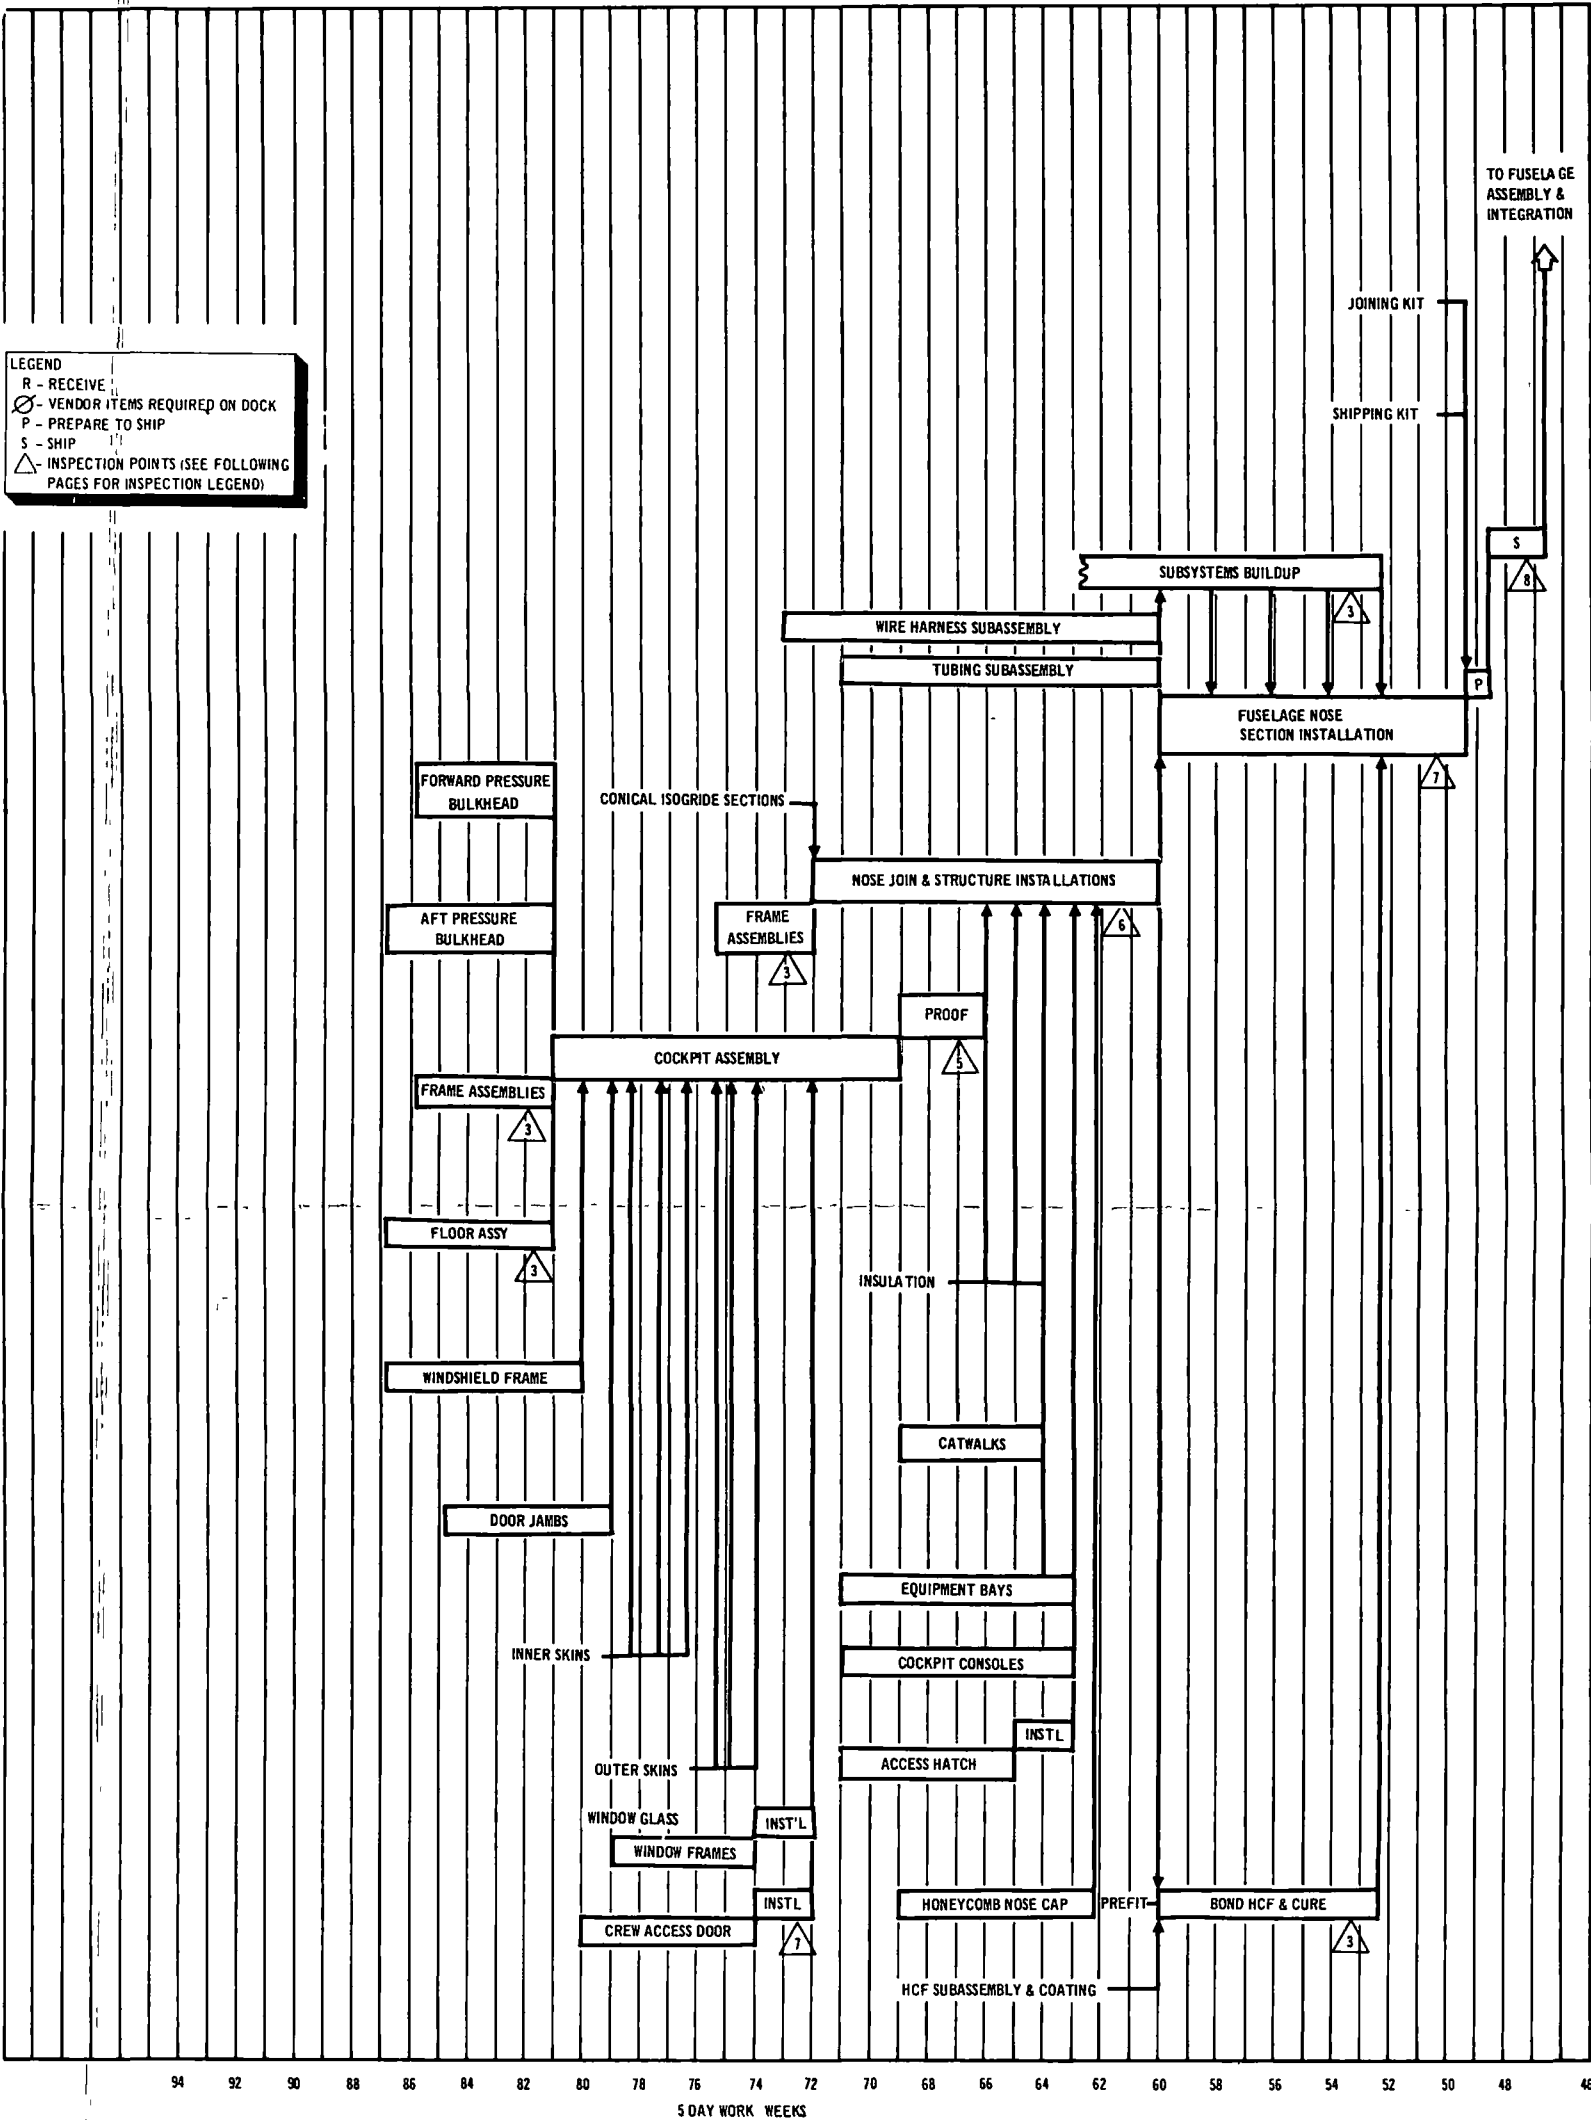 TO FUSELAGE
ASSEMBLY &
INTEGRATION
JOINING KIT
LEGEND
R - RECEIVE
- VENDOR ITEMS REQUIRED ON DOCK
P - PREPARE TO SHIP
S - SHIP
- INSPECTION POINTS (SEE FOLLOWING
PAGES FOR INSPECTION LEGEND)
SHIPPING KIT
S
8
SUBSYSTEMS BUILDUP
3
WIRE HARNESS SUBASSEMBLY
TUBING SUBASSEMBLY
P
FUSELAGE NOSE
SECTION INSTALLATION
7
FORWARD PRESSURE
BULKHEAD
CONICAL ISOGRIDE SECTIONS
NOSE JOIN & STRUCTURE INSTALLATIONS
6
AFT PRESSURE
BULKHEAD
FRAME
ASSEMBLIES
3
PROOF
5
COCKPIT ASSEMBLY
FRAME ASSEMBLIES
3
FLOOR ASSY
3
INSULATION
WINDSHIELD FRAME
CATWALKS
DOOR JAMBS
EQUIPMENT BAYS
INNER SKINS
COCKPIT CONSOLES
INSTL
ACCESS HATCH
OUTER SKINS
WINDOW GLASS
INST'L
WINDOW FRAMES
INSTL
CREW ACCESS DOOR
7
HONEYCOMB NOSE CAP
PREFIT
BOND HCF & CURE
3
HCF SUBASSEMBLY & COATING
94 92 90 88 86 84 82 80 78 76 74 72 70 68 66 64 62 60 58 56 54 52 50 48 48
5 DAY WORK WEEKS